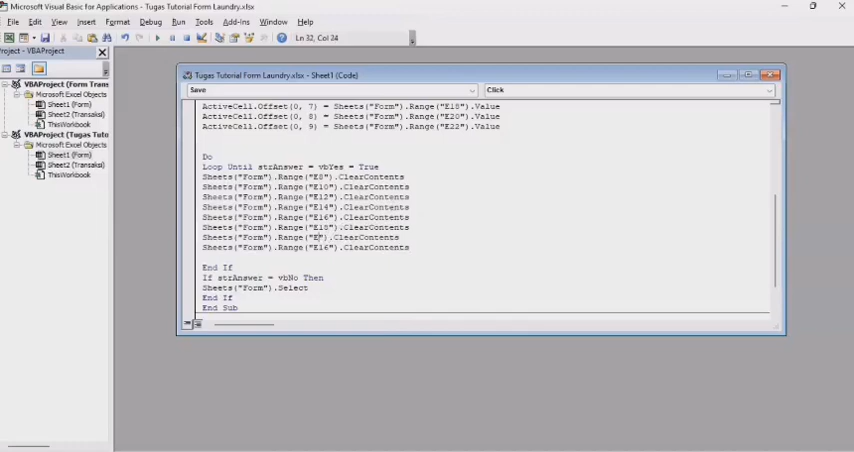 Microsoft Visual Basic for Applications - Tugas Tutorial Form Laundry.xlsx
File Edit View Insert Format Debug Run Tools Add-Ins Window Help
Ln 32, Col 24
Project - VBAProject
VBAProject (Form Trans
Microsoft Excel Objects
Sheet1 (Form)
Sheet2 (Transaksi)
ThisWorkbook
VBAProject (Tugas Tuto
Microsoft Excel Objects
Sheet1 (Form)
Sheet2 (Transaksi)
ThisWorkbook
Tugas Tutorial Form Laundry.xlsx - Sheet1 (Code)
Save Click
ActiveCell.Offset(0, 7) = Sheets("Form").Range("E18").Value
ActiveCell.Offset(0, 8) = Sheets("Form").Range("E20").Value
ActiveCell.Offset(0, 9) = Sheets("Form").Range("E22").Value
Do
Loop Until strAnswer = vbYes = True
Sheets("Form").Range("E8").ClearContents
Sheets("Form").Range("E10").ClearContents
Sheets("Form").Range("E12").ClearContents
Sheets("Form").Range("E14").ClearContents
Sheets("Form").Range("E16").ClearContents
Sheets("Form").Range("E18").ClearContents
Sheets("Form").Range("E").ClearContents
Sheets("Form").Range("E16").ClearContents
End If
If strAnswer = vbNo Then
Sheets("Form").Select
End If
End Sub